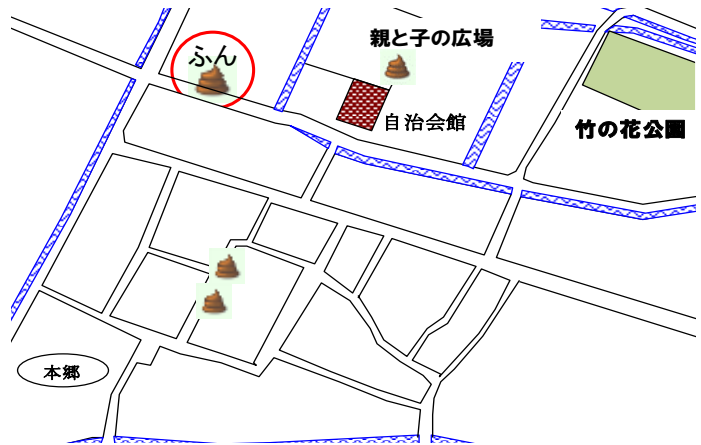 親と子の広場
ふん
自治会館
竹の花公園
本郷